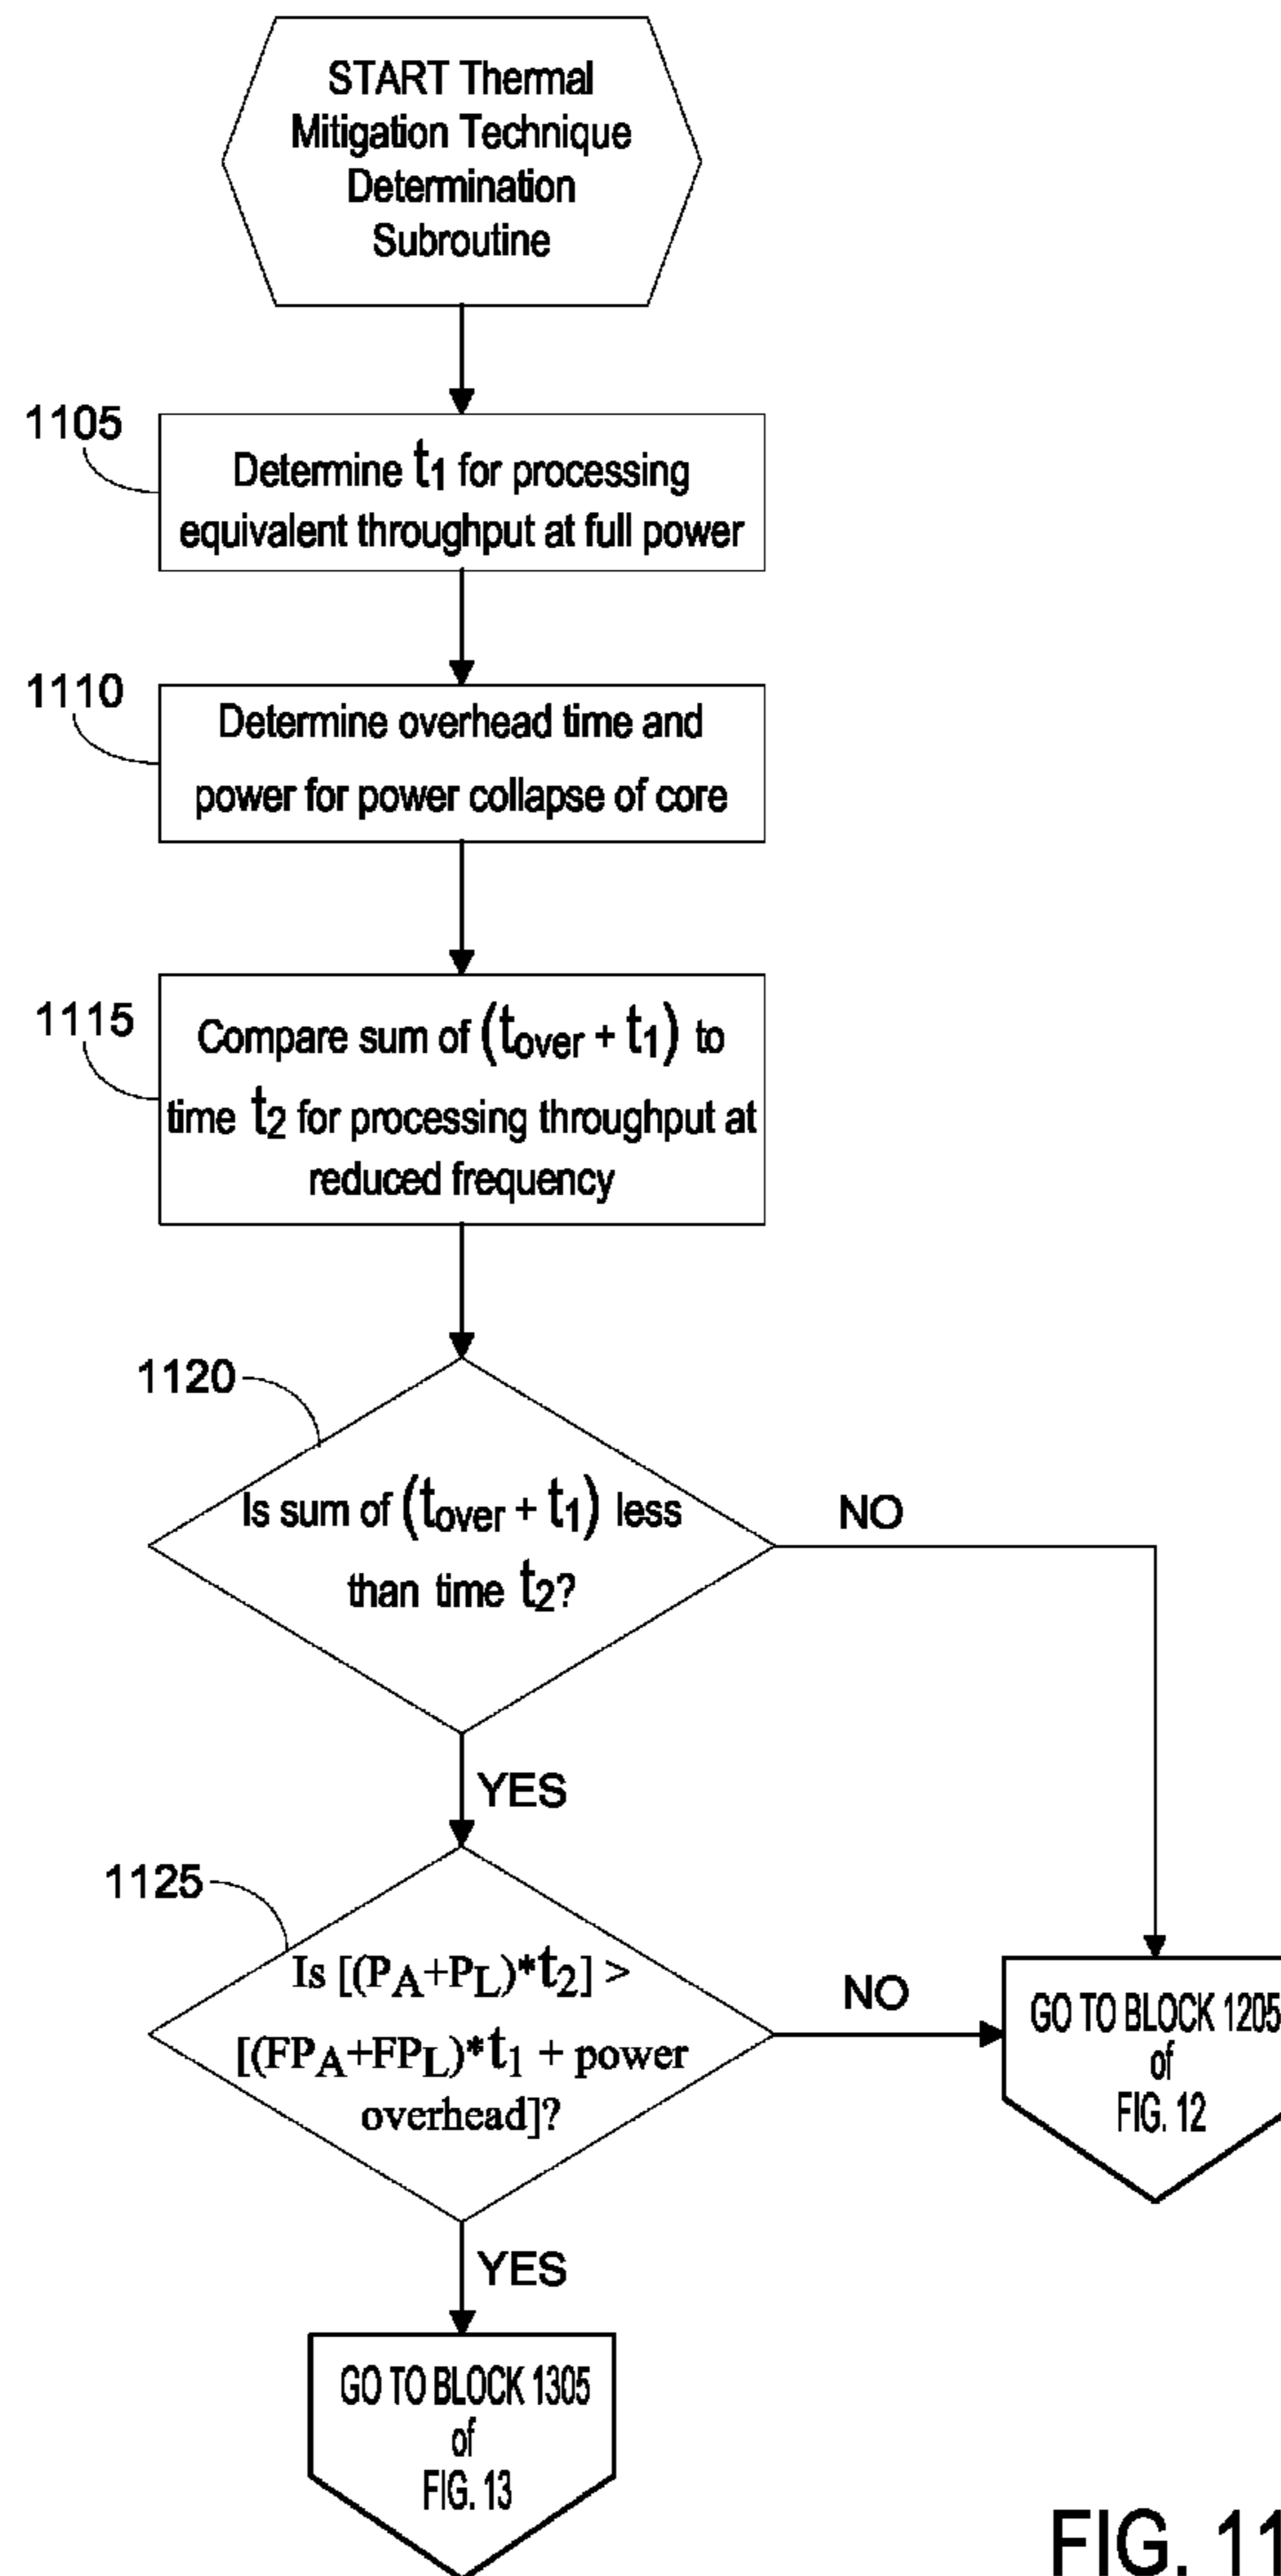 START Thermal
Mitigation Technique
Determination
Subroutine
1105
Determine t1 for processing
equivalent throughput at full power
1110
Determine overhead time and
power for power collapse of core
1115
Compare sum of (tover + t1) to
time t2 for processing throughput at
reduced frequency
1120
Is sum of (tover + t1) less
than time t2?
NO
YES
1125
Is [(PA+PL)*t2] >
[(FPA+FPL)*t1 + power
overhead]?
NO
GO TO BLOCK 1205
of
FIG. 12
YES
GO TO BLOCK 1305
of
FIG. 13
FIG. 11